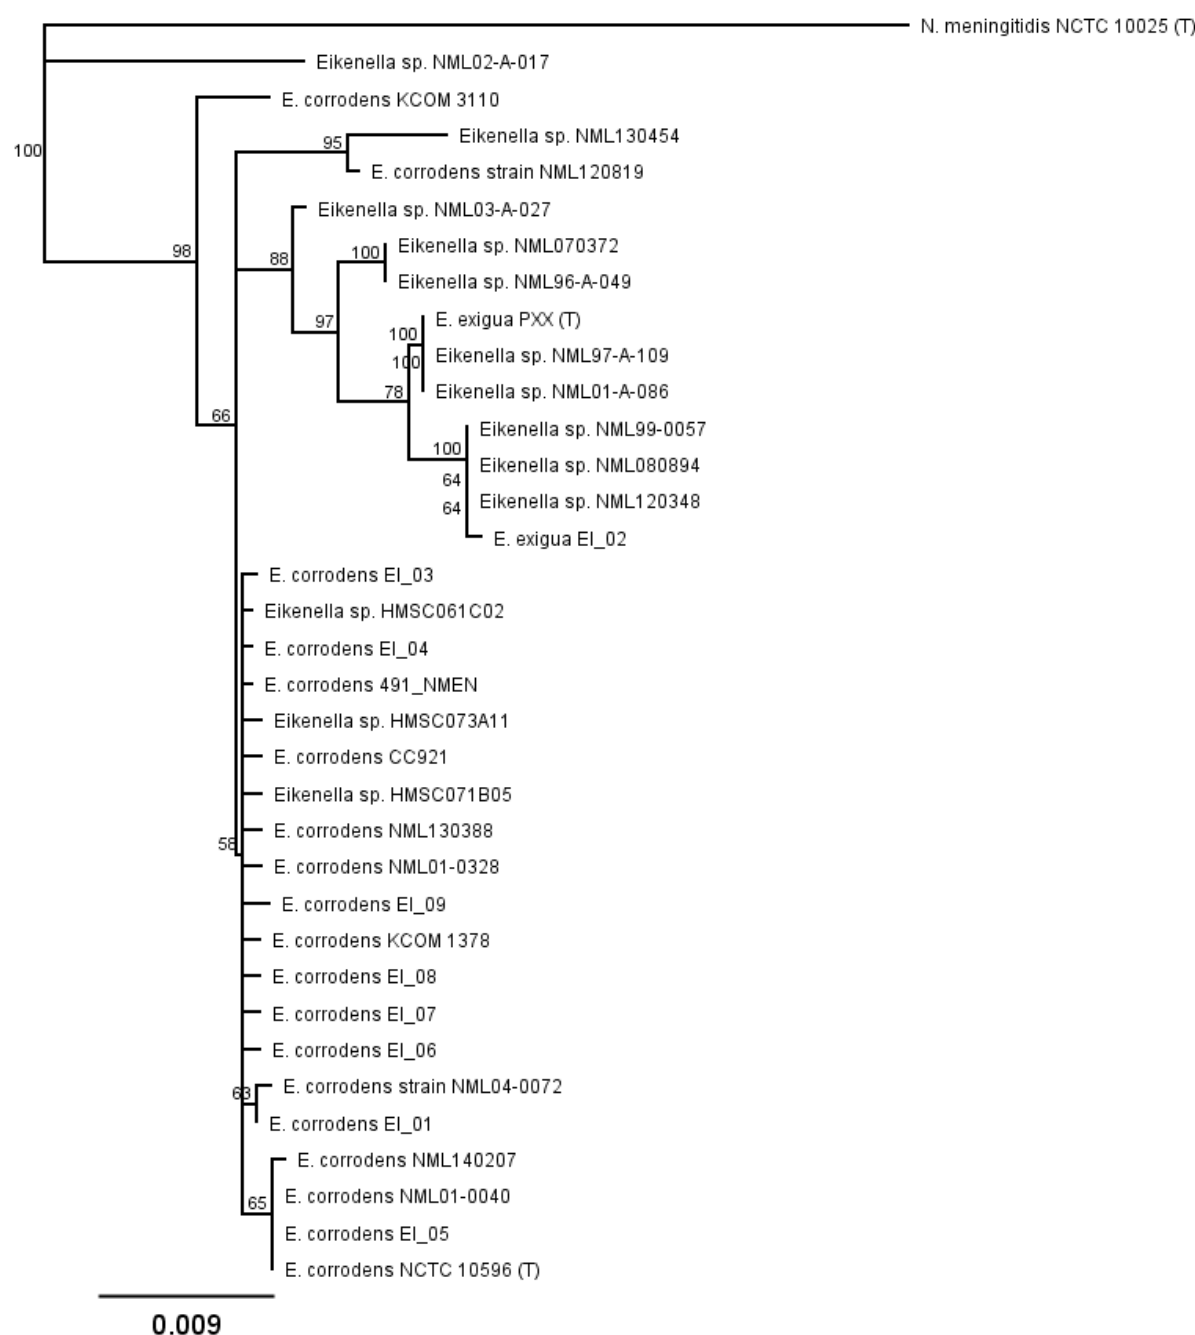 N. meningitidis NCTC 10025 (T)
Eikenella sp. NML02-A-017
E. corrodens KCOM 3110
Eikenella sp. NML130454
95
100
E. corrodens strain NML120819
Eikenella sp. NML03-A-027
Eikenella sp. NML070372
98
88
100
Eikenella sp. NML96-A-049
E. exigua PXX (T)
97
100
Eikenella sp. NML97-A-109
100
Eikenella sp. NML01-A-086
78
66
Eikenella sp. NML99-0057
100
Eikenella sp. NML080894
64
Eikenella sp. NML120348
64
E. exigua EI_02
E. corrodens EI_03
Eikenella sp. HMSC061C02
E. corrodens EI_04
E. corrodens 491_NMEN
Eikenella sp. HMSC073A11
E. corrodens CC921
Eikenella sp. HMSC071B05
E. corrodens NML130388
58
E. corrodens NML01-0328
E. corrodens EI_09
E. corrodens KCOM 1378
E. corrodens EI_08
E. corrodens EI_07
E. corrodens EI_06
E. corrodens strain NML04-0072
63
E. corrodens EI_01
E. corrodens NML140207
E. corrodens NML01-0040
65
E. corrodens EI_05
E. corrodens NCTC 10596 (T)
0.009